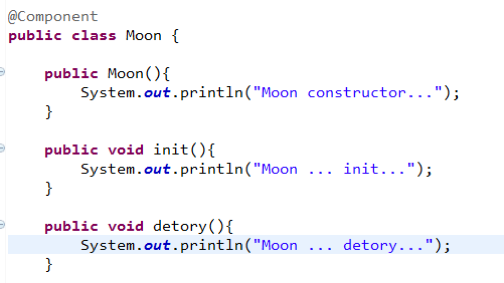 @Component
public class Moon {
public Moon(){
System.out.println("Moon constructor...");
}
public void init(){
System.out.println("Moon ... init...");
}
public void detory(){
System.out.println("Moon ... detory...");
}